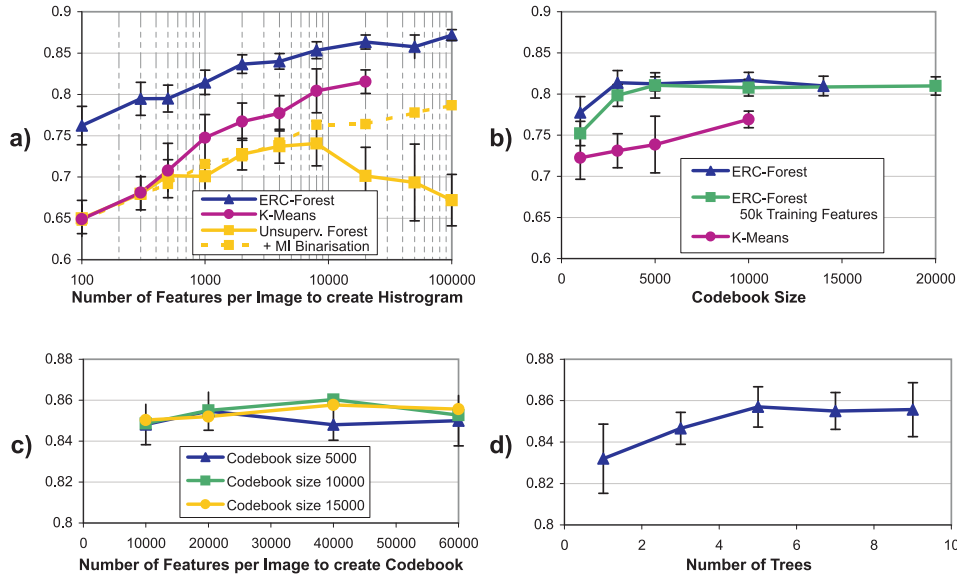 a)
0.9
0.85
0.8
0.75
0.7
0.65
0.6
ERC-Forest
K-Means
Unsuperv. Forest
+ MI Binarisation
100
1000
10000
100000
Number of Features per Image to create Histrogram
b)
0.9
0.85
0.8
0.75
0.7
0.65
0.6
ERC-Forest
ERC-Forest
50k Training Features
K-Means
0
5000
10000
15000
20000
Codebook Size
c)
0.88
0.86
0.84
0.82
0.8
Codebook size 5000
Codebook size 10000
Codebook size 15000
0
10000
20000
30000
40000
50000
60000
Number of Features per Image to create Codebook
d)
0.88
0.86
0.84
0.82
0.8
0
2
4
6
8
10
Number of Trees